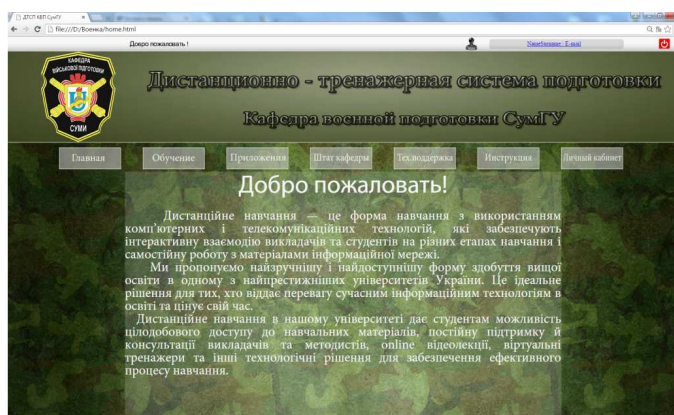 ДТСП КВП СумГУ
file:///D:/Военка/home.html
Добро пожаловать !
КАФЕДРА
ВІЙСЬКОВОЇ ПІДГОТОВКИ
СУМИ
Дистанционно - тренажерная система подготовки
Кафедра военной подготовки СумГУ
Главная
Обучение
Приложения
Штат кафедры
Тех.поддержка
Инструкция
Личный кабинет
Добро пожаловать!
Дистанційне навчання — це форма навчання з використанням
комп'ютерних і телекомунікаційних технологій, які забезпечують
інтерактивну взаємодію викладачів та студентів на різних етапах навчання і
самостійну роботу з матеріалами інформаційної мережі.
Ми пропонуємо найзручнішу і найдоступнішу форму здобуття вищої
освіти в одному з найпрестижніших університетів України. Це ідеальне
рішення для тих, хто віддає перевагу сучасним інформаційним технологіям в
освіті та цінує свій час.
Дистанційне навчання в нашому університеті дає студентам можливість
цілодобового доступу до навчальних матеріалів, постійну підтримку й
консультації викладачів та методистів, online відеолекції, віртуальні
тренажери та інші технологічні рішення для забезпечення ефективного
процесу навчання.